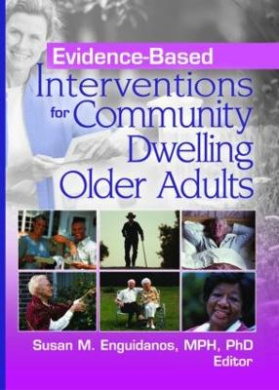 Evidence-Based
Interventions
for Community
Dwelling
Older Adults
Susan M. Enguidanos, MPH, PhD
Editor